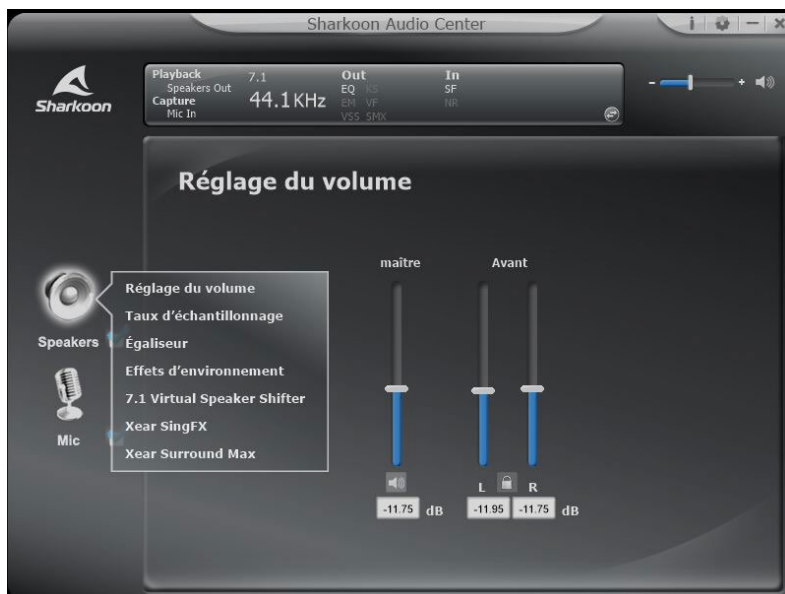 Sharkoon Audio Center
i
Sharkoon
Playback 7.1 Out In
Speakers Out EQ KS SF
Capture 44.1KHz EM VF NR
Mic In VSS SMX
- +
Réglage du volume
maître Avant
Réglage du volume
Taux d’échantillonnage
Speakers Égaliseur
Effets d’environnement
7.1 Virtual Speaker Shifter
Mic Xear SingFX
Xear Surround Max
L R
-11.75 dB -11.95 -11.75 dB